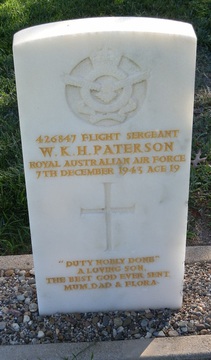 426847 FLIGHT SERGEANT
W. K. H. PATERSON
ROYAL AUSTRALIAN AIR FORCE
7TH DECEMBER 1943 AGE 19
"DUTY NOBLY DONE"
A LOVING SON,
THE BEST GOD EVER SENT.
MUM, DAD & FLORA